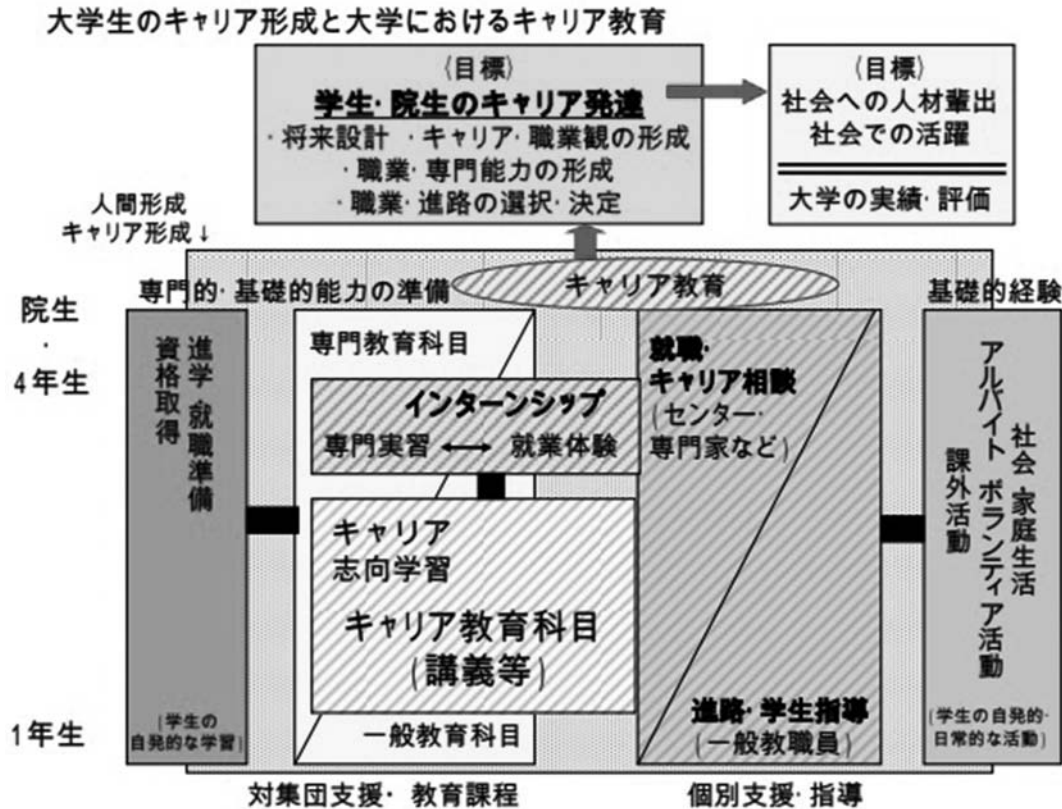 大学生のキャリア形成と大学におけるキャリア教育
(目標)
学生・院生のキャリア発達
・将来設計 ・キャリア・職業観の形成
・職業・専門能力の形成
・職業・進路の選択・決定
(目標)
社会への人材輩出
社会での活躍
大学の実績・評価
人間形成
キャリア形成↓
専門的・基礎的能力の準備
キャリア教育
基礎的経験
院生
・
4年生
1年生
進学・就職準備
資格取得
(学生の
自発的な学習)
専門教育科目
インターンシップ
専門実習 ↔ 就業体験
キャリア
志向学習
キャリア教育科目
(講義等)
一般教育科目
就職・
キャリア相談
(センター・
専門家など)
進路・学生指導
(一般教職員)
社会・家庭生活
アルバイト ボランティア活動
課外活動
(学生の自発的・
日常的な活動)
対集団支援・教育課程
個別支援・指導